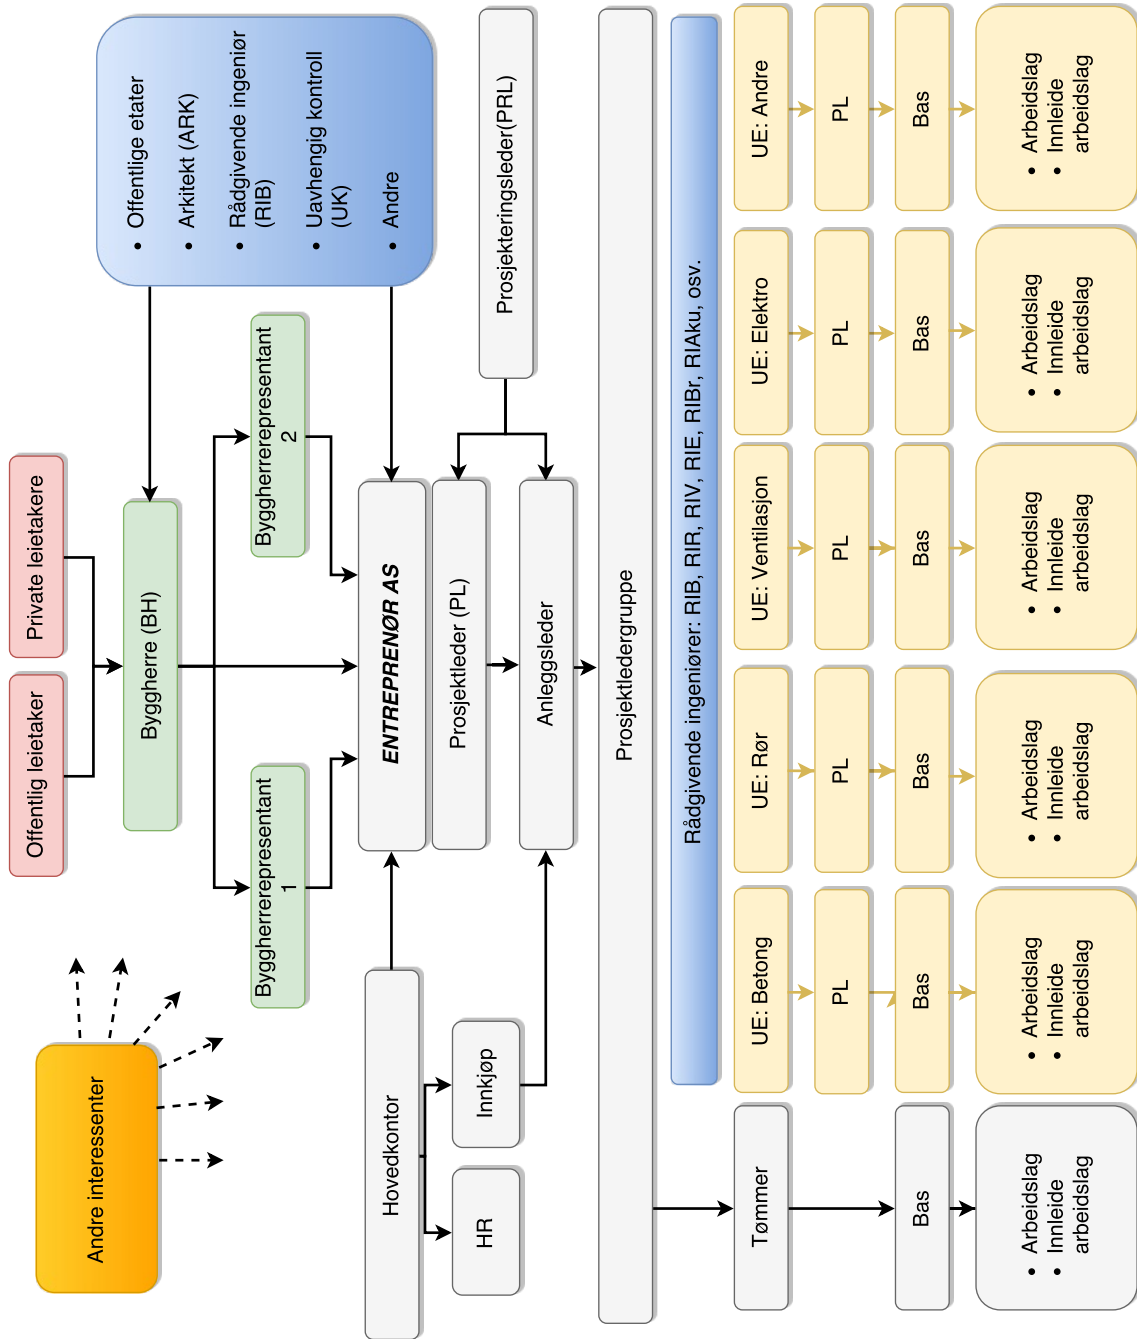 Andre interessenter
Offentlig leietaker
Private leietakere
Byggherre (BH)
• Offentlige etater
• Arkitekt (ARK)
• Rådgivende ingeniør
(RIB)
• Uavhengig kontroll
(UK)
• Andre
Byggherrerepresentant
1
Byggherrerepresentant
2
Hovedkontor
ENTREPRENØR AS
HR
Innkjøp
Prosjektleder (PL)
Prosjekteringsleder(PRL)
Anleggsleder
Prosjektledergruppe
Rådgivende ingeniører: RIB, RIR, RIV, RIE, RIBr, RIAku, osv.
Tømmer
UE: Betong
UE: Rør
UE: Ventilasjon
UE: Elektro
UE: Andre
PL
PL
PL
PL
PL
Bas
Bas
Bas
Bas
Bas
Bas
• Arbeidslag
• Innleide
arbeidslag
• Arbeidslag
• Innleide
arbeidslag
• Arbeidslag
• Innleide
arbeidslag
• Arbeidslag
• Innleide
arbeidslag
• Arbeidslag
• Innleide
arbeidslag
• Arbeidslag
• Innleide
arbeidslag